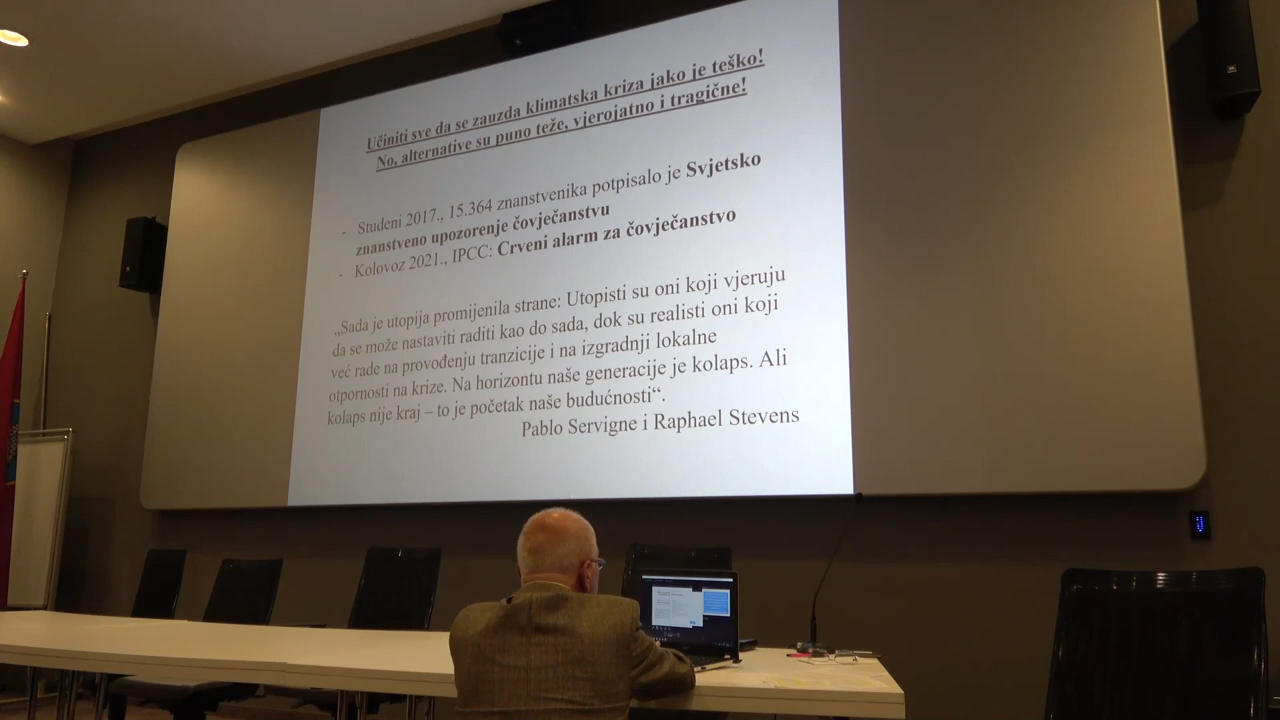 Učiniti sve da se zauzda klimatska kriza jako je teško!
No, alternative su puno teže, vjerojatno i tragične!
- Studeni 2017., 15.364 znanstvenika potpisalo je Svjetsko
znanstveno upozorenje čovječanstvu
- Kolovoz 2021., IPCC: Crveni alarm za čovječanstvo
„Sada je utopija promijenila strane: Utopisti su oni koji vjeruju
da se može nastaviti raditi kao do sada, dok su realisti oni koji
već rade na provođenju tranzicije i na izgradnji lokalne
otpornosti na krize. Na horizontu naše generacije je kolaps. Ali
kolaps nije kraj – to je početak naše budućnosti“.
Pablo Servigne i Raphael Stevens